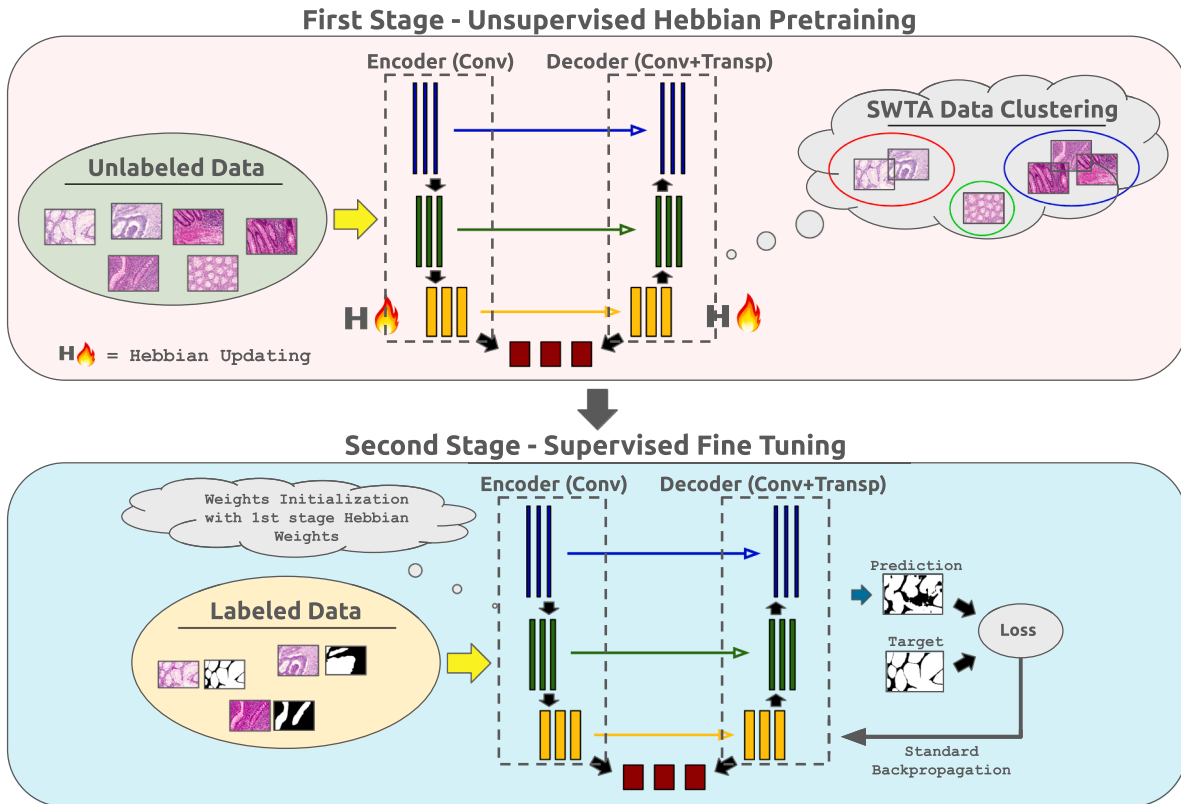 First Stage - Unsupervised Hebbian Pretraining
Encoder (Conv)
Decoder (Conv+Transp)
SWTA Data Clustering
Unlabeled Data
H
H
H = Hebbian Updating
Second Stage - Supervised Fine Tuning
Encoder (Conv)
Decoder (Conv+Transp)
Weights Initialization
with 1st stage Hebbian
Weights
Labeled Data
Prediction
Target
Loss
Standard
Backpropagation